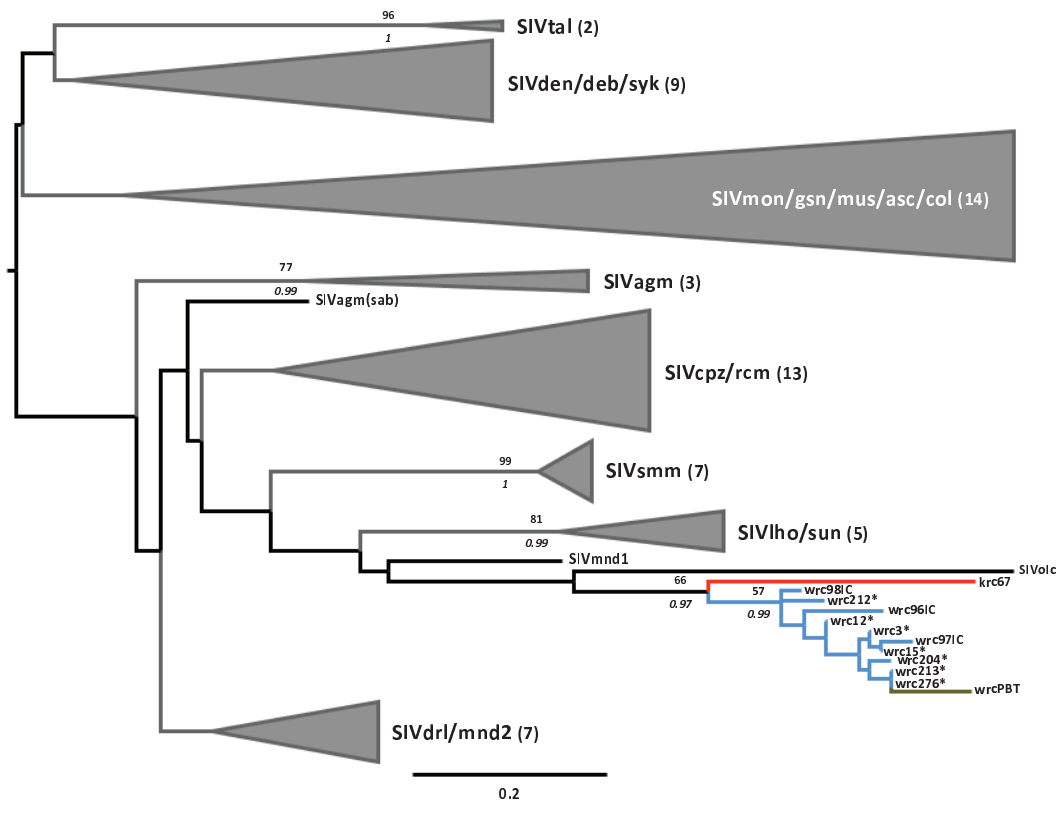 96
SIVtal (2)
1
SIVden/deb/syk (9)
SIVmon/gsn/mus/asc/col (14)
77
SIVagm (3)
0.99
SIVagm(sab)
SIVcpz/rcm (13)
99
SIVsmm (7)
1
81
SIVlho/sun (5)
0.99
SIVmnd1
SIVolc
66
krc67
57
wrc98IC
0.97
wrc212*
0.99
wrc96IC
wrc12*
wrc3*
wrc97IC
wrc15*
wrc204*
wrc213*
wrc276*
wrcPBT
SIVdrl/mnd2 (7)
0.2